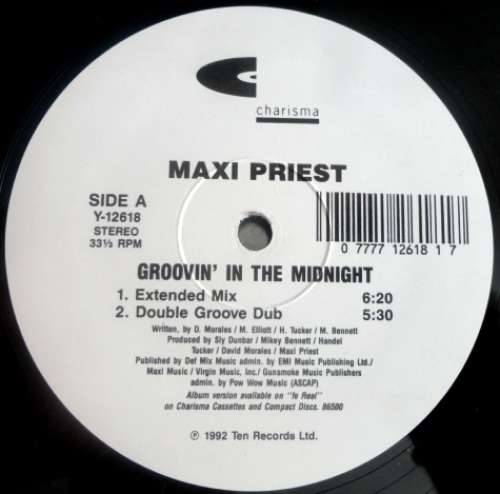 charisma
MAXI PRIEST
SIDE A
Y-12618
STEREO
33⅓ RPM
0 7777 12618 1 7
GROOVIN' IN THE MIDNIGHT
1. Extended Mix 6:20
2. Double Groove Dub 5:30
Written, by D. Morales / M. Elliott / H. Tucker / M. Bennett
Produced by Sly Dunbar / Mikey Bennett / Handel
Tucker / David Morales / Maxi Priest
Published by Def Mix Music admin. by EMI Music Publishing Ltd./
Maxi Music / Virgin Music, Inc./ Gunsmoke Music Publishers
admin. by Pow Wow Music (ASCAP)
Album version available on "fe Real"
on Charisma Cassettes and Compact Discs. 86500
℗ 1992 Ten Records Ltd.